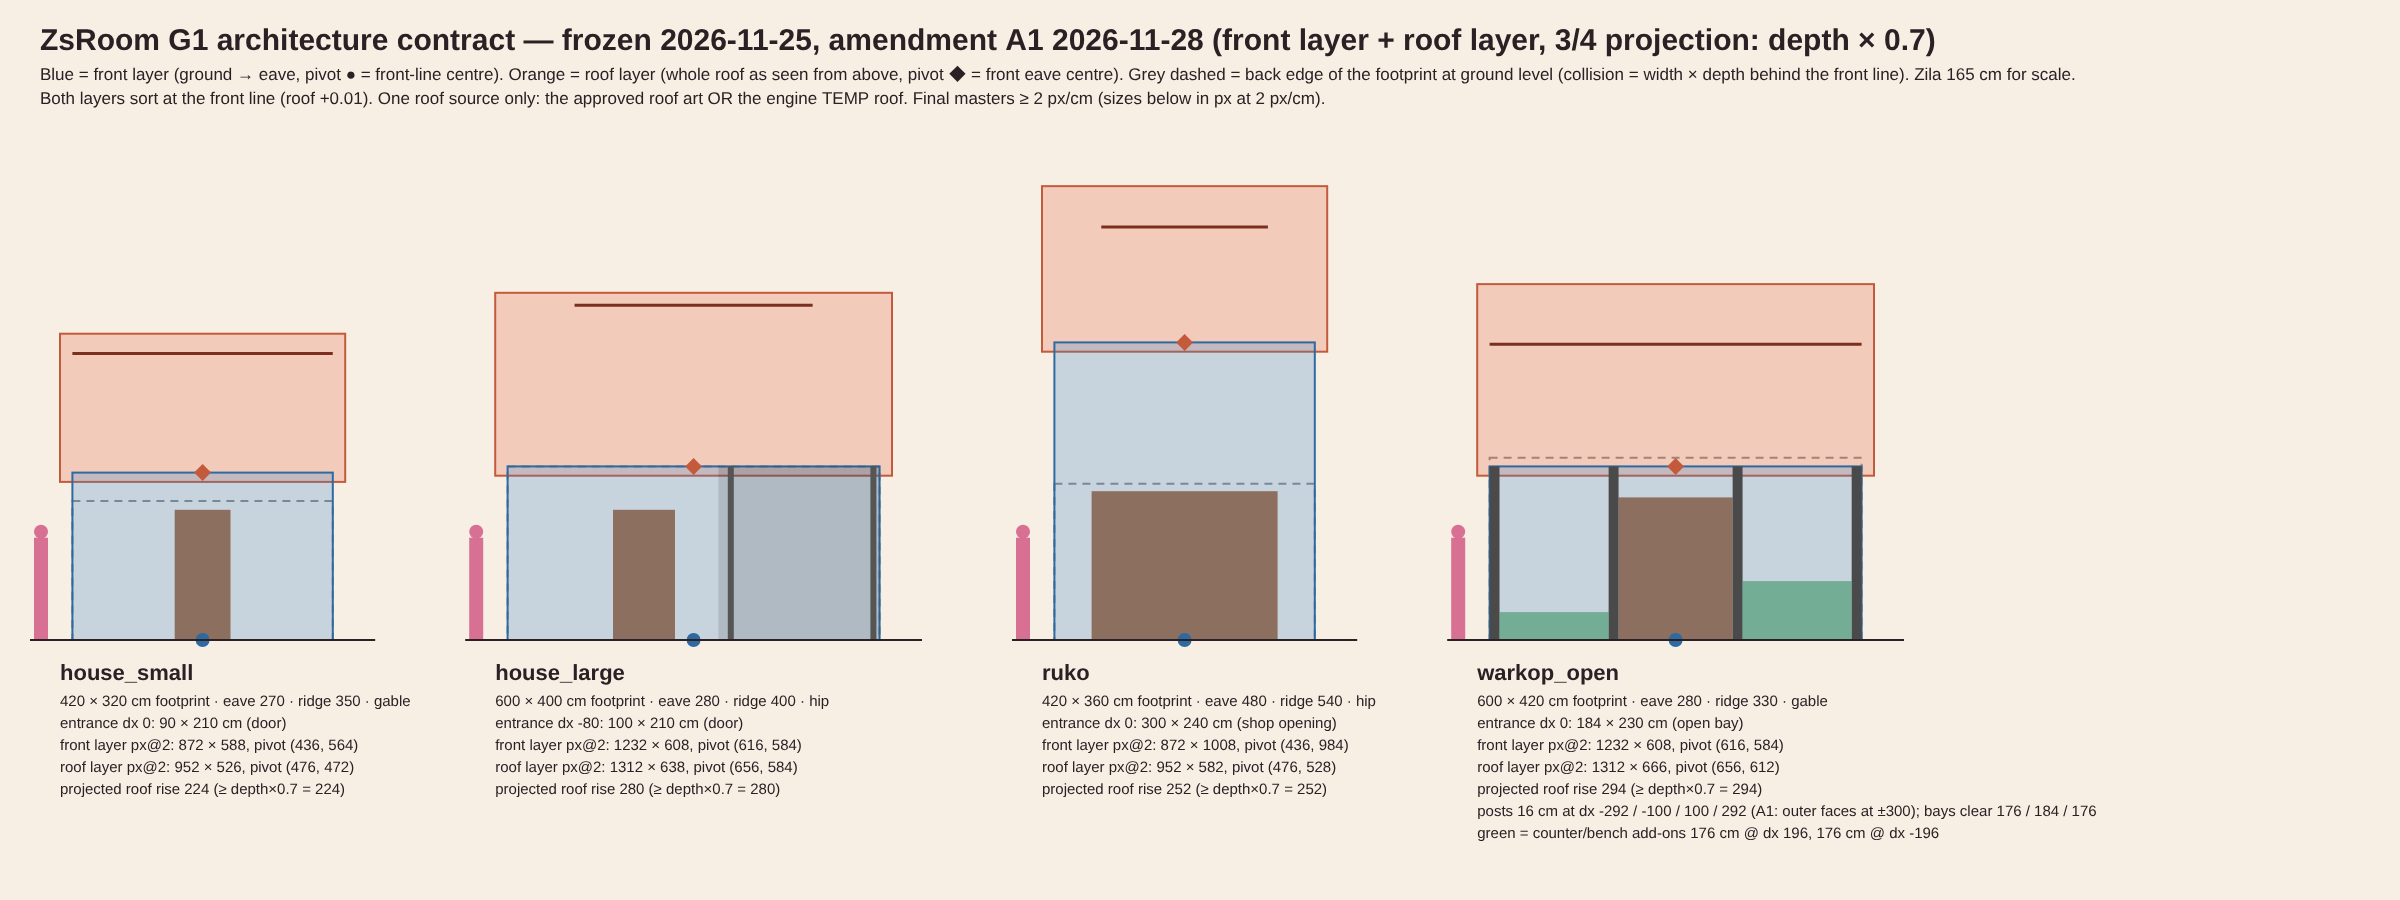 ZsRoom G1 architecture contract — frozen 2026-11-25, amendment A1 2026-11-28 (front layer + roof layer, 3/4 projection: depth × 0.7)
Blue = front layer (ground → eave, pivot ● = front-line centre). Orange = roof layer (whole roof as seen from above, pivot ◆ = front eave centre). Grey dashed = back edge of the footprint at ground level (collision = width × depth behind the front line). Zila 165 cm for scale.
Both layers sort at the front line (roof +0.01). One roof source only: the approved roof art OR the engine TEMP roof. Final masters ≥ 2 px/cm (sizes below in px at 2 px/cm).
house_small
420 × 320 cm footprint · eave 270 · ridge 350 · gable
entrance dx 0: 90 × 210 cm (door)
front layer px@2: 872 × 588, pivot (436, 564)
roof layer px@2: 952 × 526, pivot (476, 472)
projected roof rise 224 (≥ depth×0.7 = 224)
house_large
600 × 400 cm footprint · eave 280 · ridge 400 · hip
entrance dx -80: 100 × 210 cm (door)
front layer px@2: 1232 × 608, pivot (616, 584)
roof layer px@2: 1312 × 638, pivot (656, 584)
projected roof rise 280 (≥ depth×0.7 = 280)
ruko
420 × 360 cm footprint · eave 480 · ridge 540 · hip
entrance dx 0: 300 × 240 cm (shop opening)
front layer px@2: 872 × 1008, pivot (436, 984)
roof layer px@2: 952 × 582, pivot (476, 528)
projected roof rise 252 (≥ depth×0.7 = 252)
warkop_open
600 × 420 cm footprint · eave 280 · ridge 330 · gable
entrance dx 0: 184 × 230 cm (open bay)
front layer px@2: 1232 × 608, pivot (616, 584)
roof layer px@2: 1312 × 666, pivot (656, 612)
projected roof rise 294 (≥ depth×0.7 = 294)
posts 16 cm at dx -292 / -100 / 100 / 292 (A1: outer faces at ±300); bays clear 176 / 184 / 176
green = counter/bench add-ons 176 cm @ dx 196, 176 cm @ dx -196